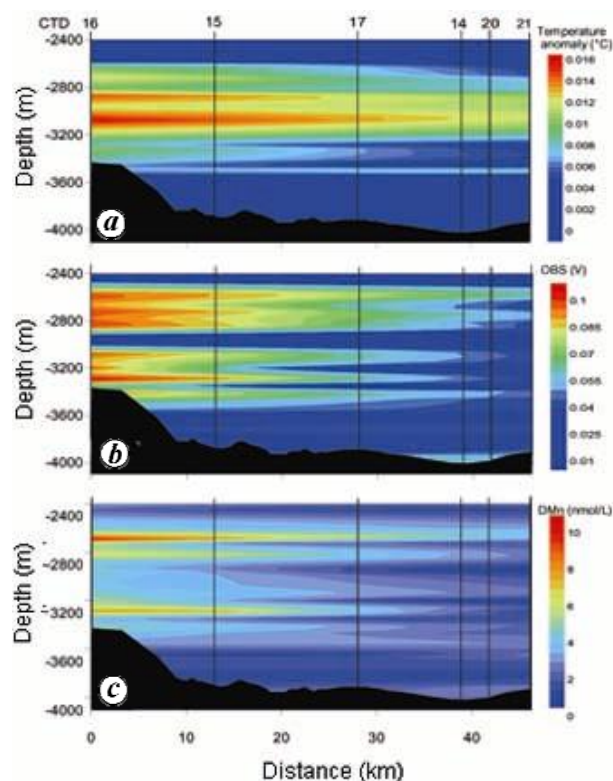 CTD 16 15 17 14 20 21
Temperature
anomaly (°C)
-2400
-2800
-3200
-3600
-4000
Depth (m)
a
0.016
0.014
0.012
0.01
0.008
0.006
0.004
0.002
0
OBS (V)
-2400
-2800
-3200
-3600
-4000
Depth (m)
b
0.1
0.085
0.07
0.055
0.04
0.025
0.01
DMn (nmol/L)
-2400
-2800
-3200
-3600
-4000
Depth (m)
c
10
8
6
4
2
0
0 10 20 30 40
Distance (km)